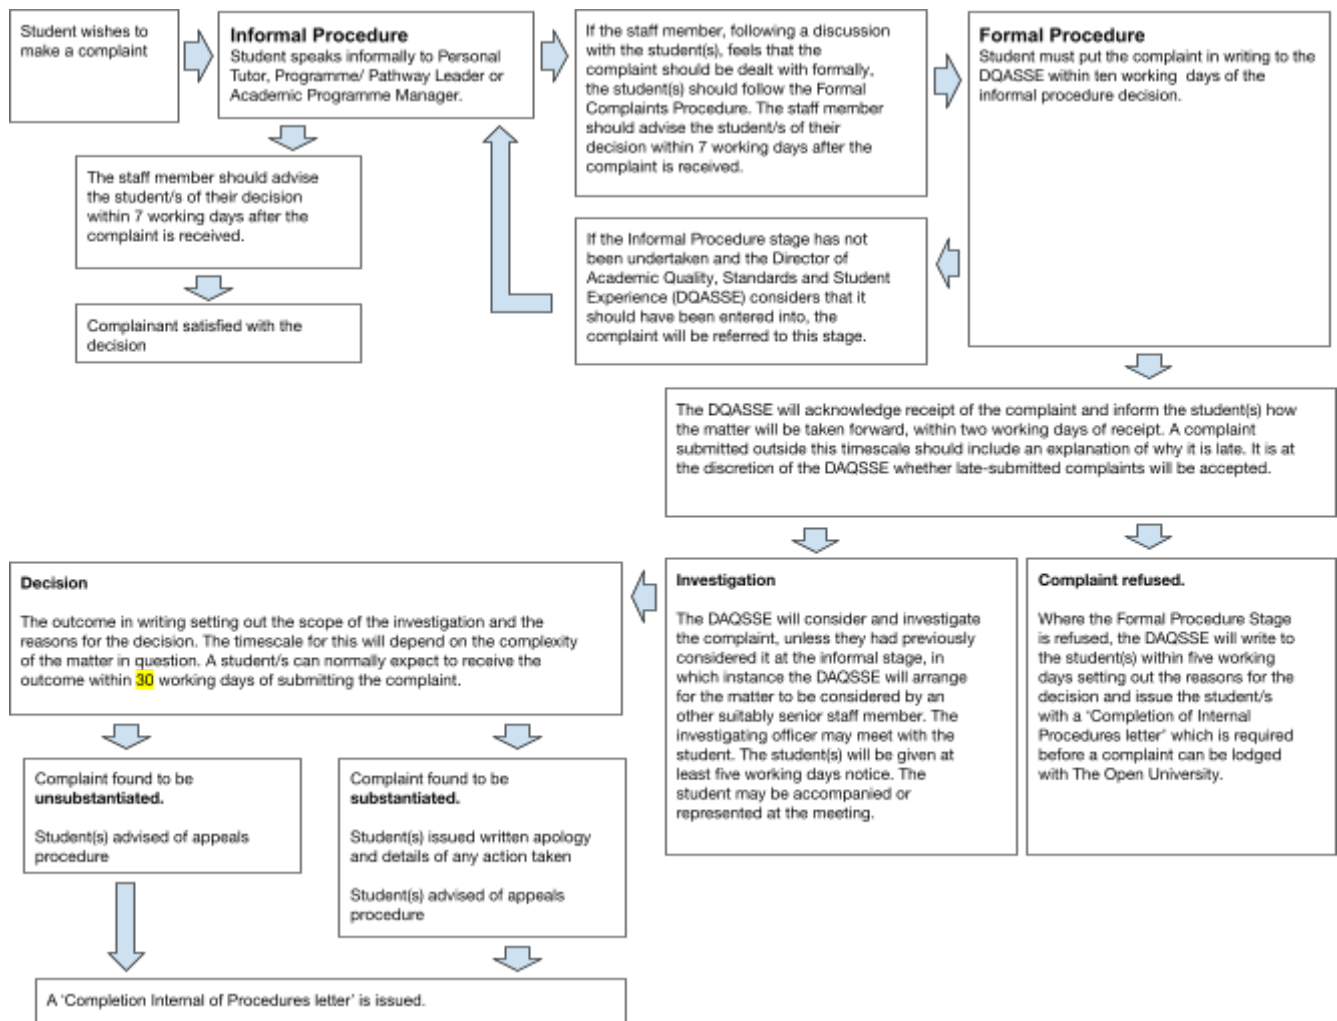 Student wishes to
make a complaint
Informal Procedure
Student speaks informally to Personal
Tutor, Programme/ Pathway Leader or
Academic Programme Manager.
If the staff member, following a discussion
with the student(s), feels that the
complaint should be dealt with formally,
the student(s) should follow the Formal
Complaints Procedure. The staff member
should advise the student/s of their
decision within 7 working days after the
complaint is received.
Formal Procedure
Student must put the complaint in writing to the
DQASSE within ten working days of the
informal procedure decision.
The staff member should advise
the student/s of their decision
within 7 working days after the
complaint is received.
If the Informal Procedure stage has not
been undertaken and the Director of
Academic Quality, Standards and Student
Experience (DQASSE) considers that it
should have been entered into, the
complaint will be referred to this stage.
Complainant satisfied with the
decision
The DQASSE will acknowledge receipt of the complaint and inform the student(s) how
the matter will be taken forward, within two working days of receipt. A complaint
submitted outside this timescale should include an explanation of why it is late. It is at
the discretion of the DAQSSE whether late-submitted complaints will be accepted.
Decision
The outcome in writing setting out the scope of the investigation and the
reasons for the decision. The timescale for this will depend on the complexity
of the matter in question. A student/s can normally expect to receive the
outcome within 30 working days of submitting the complaint.
Investigation
The DAQSSE will consider and investigate
the complaint, unless they had previously
considered it at the informal stage, in
which instance the DAQSSE will arrange
for the matter to be considered by an
other suitably senior staff member. The
investigating officer may meet with the
student. The student(s) will be given at
least five working days notice. The
student may be accompanied or
represented at the meeting.
Complaint refused.
Where the Formal Procedure Stage
is refused, the DAQSSE will write to
the student(s) within five working
days setting out the reasons for the
decision and issue the student/s
with a 'Completion of Internal
Procedures letter' which is required
before a complaint can be lodged
with The Open University.
Complaint found to be
unsubstantiated.
Student(s) advised of appeals
procedure
Complaint found to be
substantiated.
Student(s) issued written apology
and details of any action taken
Student(s) advised of appeals
procedure
A 'Completion Internal of Procedures letter' is issued.